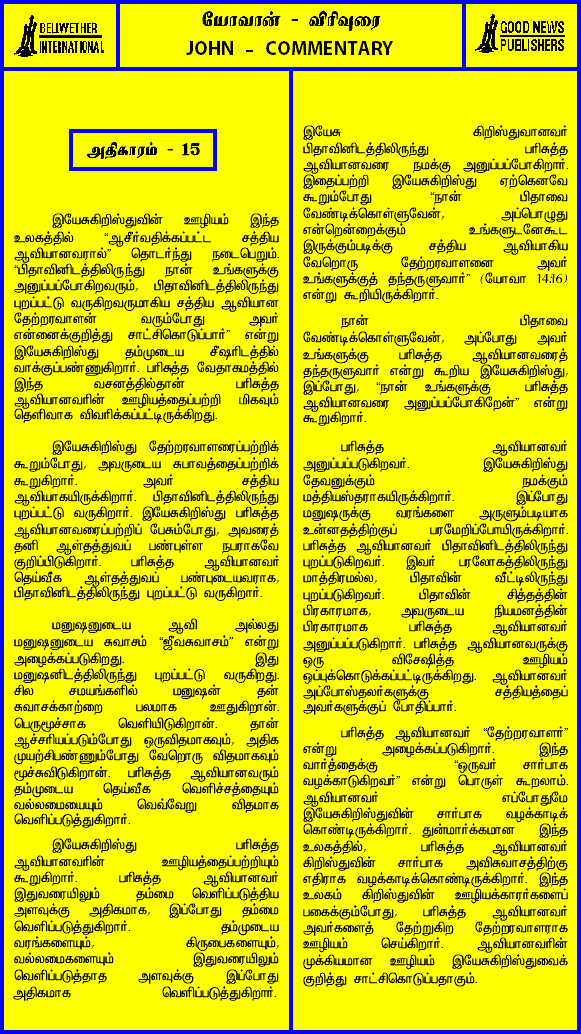 BELIWETHER
INTERNATIONAL
யோவான் - விரிவுரை
JOHN - COMMENTARY
GOOD NEWS
PUBLISHERS
அதிகாரம் - 15
இயேசுகிறிஸ்துவின் ஊழியம் இந்த
உலகத்தில் “ஆசீர்வதிக்கப்பட்ட சத்திய
ஆவியானவரால்” தொடர்ந்து நடைபெறும்.
“பிதாவினிடத்திலிருந்து நான் உங்களுக்கு
அனுப்பப்போகிறவரும், பிதாவினிடத்திலிருந்து
புறப்பட்டு வருகிறவருமாகிய சத்திய ஆவியான
தேற்றரவாளன் வரும்போது அவர்
என்னைக்குறித்து சாட்சிகொடுப்பார்” என்று
இயேசுகிறிஸ்து தம்முடைய சீஷரிடத்தில்
வாக்குப்பண்ணுகிறார். பரிசுத்த வேதாகமத்தில்
இந்த வசனத்தில்தான் பரிசுத்த
ஆவியானவரின் ஊழியத்தைப்பற்றி மிகவும்
தெளிவாக விவரிக்கப்பட்டிருக்கிறது.
இயேசுகிறிஸ்து தேற்றரவாளரைப்பற்றிக்
கூறும்போது, அவருடைய சுபாவத்தைப்பற்றிக்
கூறுகிறார். அவர் சத்திய
ஆவியாகயிருக்கிறார். பிதாவினிடத்திலிருந்து
புறப்பட்டு வருகிறார். இயேசுகிறிஸ்து பரிசுத்த
ஆவியானவரைப்பற்றிப் பேசும்போது, அவரைத்
தனி ஆள்தத்துவப் பண்புள்ள நபராகவே
குறிப்பிடுகிறார். பரிசுத்த ஆவியானவர்
தெய்வீக ஆள்தத்துவப் பண்புடையவராக,
பிதாவினிடத்திலிருந்து புறப்பட்டு வருகிறார்.
மனுஷனுடைய ஆவி அல்லது
மனுஷனுடைய சுவாசம் “ஜீவசுவாசம்” என்று
அழைக்கப்படுகிறது. இது
மனுஷனிடத்திலிருந்து புறப்பட்டு வருகிறது.
சில சமயங்களில் மனுஷன் தன்
சுவாசக்காற்றை பலமாக ஊதுகிறான்.
பெருமூச்சாக வெளியிடுகிறான். தான்
ஆச்சரியப்படும்போது ஒருவிதமாகவும், அதிக
முயற்சிபண்ணும்போது வேறொரு விதமாகவும்
மூச்சுவிடுகிறான். பரிசுத்த ஆவியானவரும்
தம்முடைய தெய்வீக வெளிச்சத்தையும்
வல்லமையையும் வெவ்வேறு விதமாக
வெளிப்படுத்துகிறார்.
இயேசுகிறிஸ்து பரிசுத்த
ஆவியானவரின் ஊழியத்தைப்பற்றியும்
கூறுகிறார். பரிசுத்த ஆவியானவர்
இதுவரையிலும் தம்மை வெளிப்படுத்திய
அளவுக்கு அதிகமாக, இப்போது தம்மை
வெளிப்படுத்துகிறார். தம்முடைய
வரங்களையும், கிருபைகளையும்,
வல்லமைகளையும் இதுவரையிலும்
வெளிப்படுத்தாத அளவுக்கு இப்போது
அதிகமாக வெளிப்படுத்துகிறார்.
இயேசு கிறிஸ்துவானவர்
பிதாவினிடத்திலிருந்து பரிசுத்த
ஆவியானவரை நமக்கு அனுப்பப்போகிறார்.
இதைப்பற்றி இயேசுகிறிஸ்து ஏற்கெனவே
கூறும்போது “நான் பிதாவை
வேண்டிக்கொள்ளுவேன், அப்பொழுது
என்றென்றைக்கும் உங்களுடனேகூட
இருக்கும்படிக்கு சத்திய ஆவியாகிய
வேறொரு தேற்றரவாளனை அவர்
உங்களுக்குத் தந்தருளுவார்” (யோவா 14:16)
என்று கூறியிருக்கிறார்.
நான் பிதாவை
வேண்டிக்கொள்ளுவேன், அப்போது அவர்
உங்களுக்கு பரிசுத்த ஆவியானவரைத்
தந்தருளுவார் என்று கூறிய இயேசுகிறிஸ்து,
இப்போது, “நான் உங்களுக்கு பரிசுத்த
ஆவியானவரை அனுப்பப்போகிறேன்” என்று
கூறுகிறார்.
பரிசுத்த ஆவியானவர்
அனுப்பப்படுகிறவர். இயேசுகிறிஸ்து
தேவனுக்கும் நமக்கும்
மத்தியஸ்தராகயிருக்கிறார். இப்போது
மனுஷருக்கு வரங்களை அருளும்படியாக
உன்னதத்திற்குப் பரமேறிப்போயிருக்கிறார்.
பரிசுத்த ஆவியானவர் பிதாவினிடத்திலிருந்து
புறப்படுகிறவர். இவர் பரலோகத்திலிருந்து
மாத்திரமல்ல, பிதாவின் வீட்டிலிருந்து
புறப்படுகிறவர். பிதாவின் சித்தத்தின்
பிரகாரமாக, அவருடைய நியமனத்தின்
பிரகாரமாக பரிசுத்த ஆவியானவர்
அனுப்பப்படுகிறார். பரிசுத்த ஆவியானவருக்கு
ஒரு விசேஷித்த ஊழியம்
ஒப்புக்கொடுக்கப்பட்டிருக்கிறது. ஆவியானவர்
அப்போஸ்தலர்களுக்கு சத்தியத்தைப்
அவர்களுக்குப் போதிப்பார்.
பரிசுத்த ஆவியானவர் “தேற்றரவாளர்”
என்று அழைக்கப்படுகிறார். இந்த
வார்த்தைக்கு “ஒருவர் சார்பாக
வழக்காடுகிறவர்” என்று பொருள் கூறலாம்.
ஆவியானவர் எப்போதுமே
இயேசுகிறிஸ்துவின் சார்பாக வழக்காடிக்
கொண்டிருக்கிறார். துன்மார்க்கமான இந்த
உலகத்தில், பரிசுத்த ஆவியானவர்
கிறிஸ்துவின் சார்பாக அவிசுவாசத்திற்கு
எதிராக வழக்காடிக்கொண்டிருக்கிறார். இந்த
உலகம் கிறிஸ்துவின் ஊழியக்காரர்களைப்
பகைக்கும்போது, பரிசுத்த ஆவியானவர்
அவர்களைத் தேற்றுகிற தேற்றரவாளராக
ஊழியம் செய்கிறார். ஆவியானவரின்
முக்கியமான ஊழியம் இயேசுகிறிஸ்துவைக்
குறித்து சாட்சிகொடுப்பதாகும்.